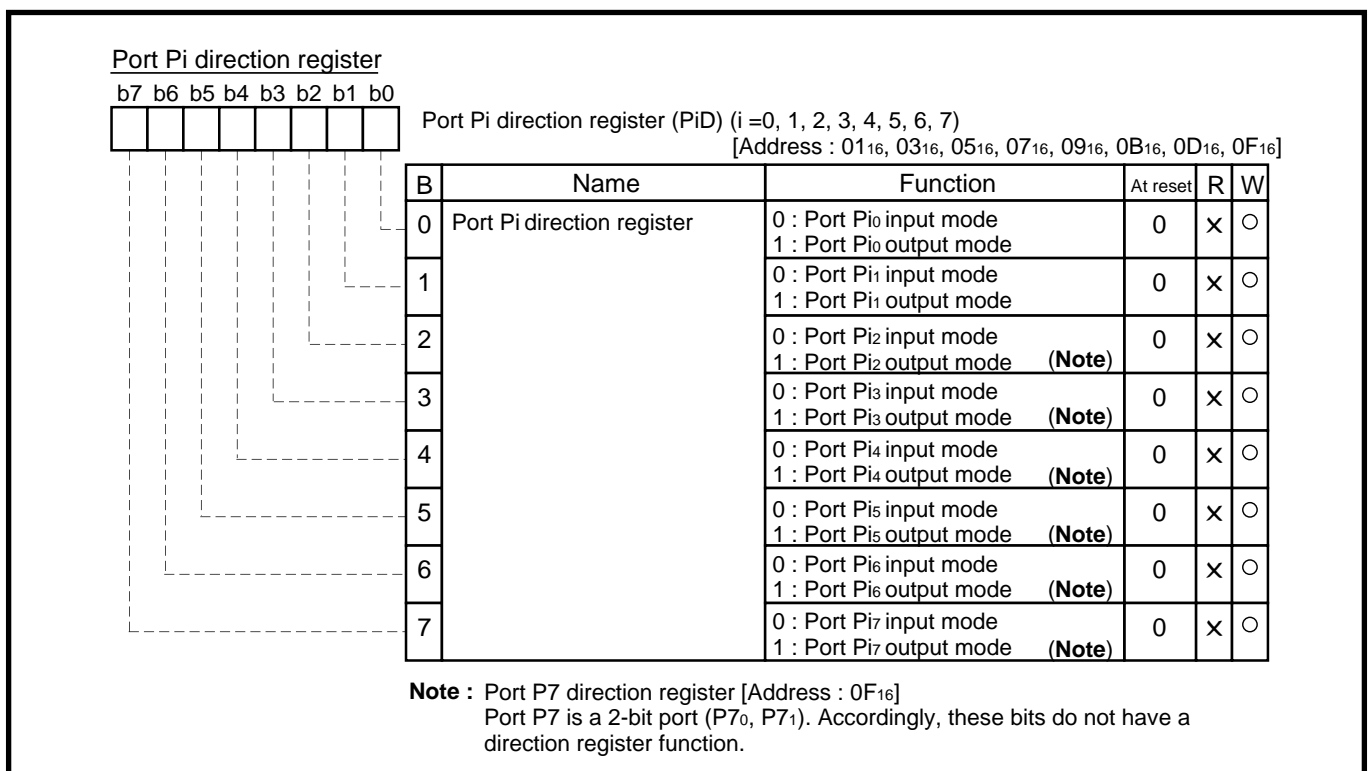 Port Pi direction register
b7 b6 b5 b4 b3 b2 b1 b0
Port Pi direction register (PiD) (i =0, 1, 2, 3, 4, 5, 6, 7)
[Address : 0116, 0316, 0516, 0716, 0916, 0B16, 0D16, 0F16]
B Name Function At reset R W
0 Port Pi direction register 0 : Port Pi0 input mode 0 × ○
1 : Port Pi0 output mode
1 0 : Port Pi1 input mode 0 × ○
1 : Port Pi1 output mode
2 0 : Port Pi2 input mode 0 × ○
1 : Port Pi2 output mode (Note)
3 0 : Port Pi3 input mode 0 × ○
1 : Port Pi3 output mode (Note)
4 0 : Port Pi4 input mode 0 × ○
1 : Port Pi4 output mode (Note)
5 0 : Port Pi5 input mode 0 × ○
1 : Port Pi5 output mode (Note)
6 0 : Port Pi6 input mode 0 × ○
1 : Port Pi6 output mode (Note)
7 0 : Port Pi7 input mode 0 × ○
1 : Port Pi7 output mode (Note)
Note : Port P7 direction register [Address : 0F16]
Port P7 is a 2-bit port (P70, P71). Accordingly, these bits do not have a
direction register function.